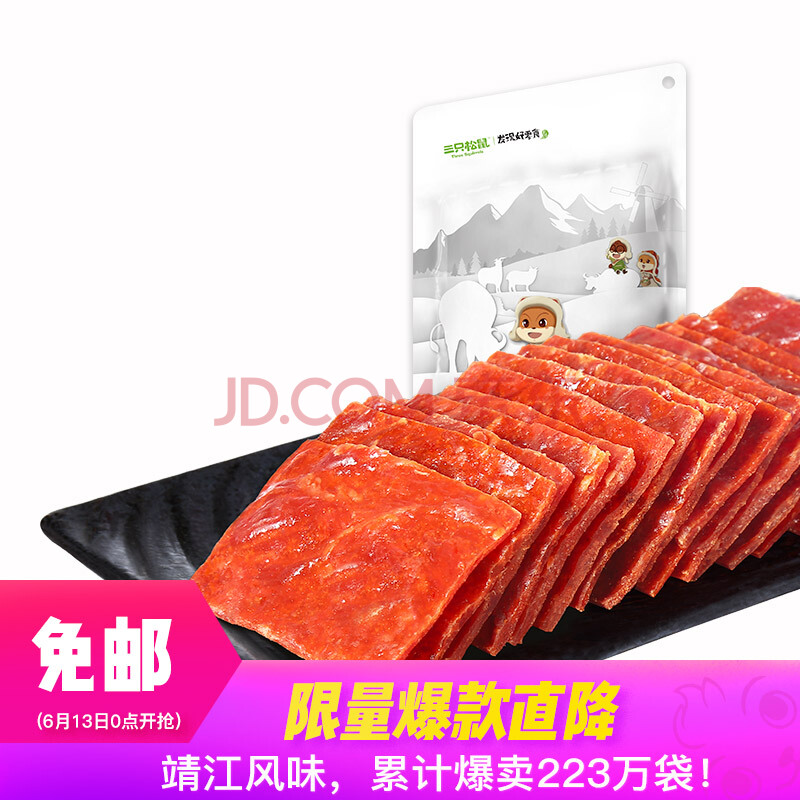 三只松鼠 | 发现好零食
Three Squirrels
JD.COM
免邮
(6月13日0点开抢)
限量爆款直降
靖江风味，累计爆卖223万袋！